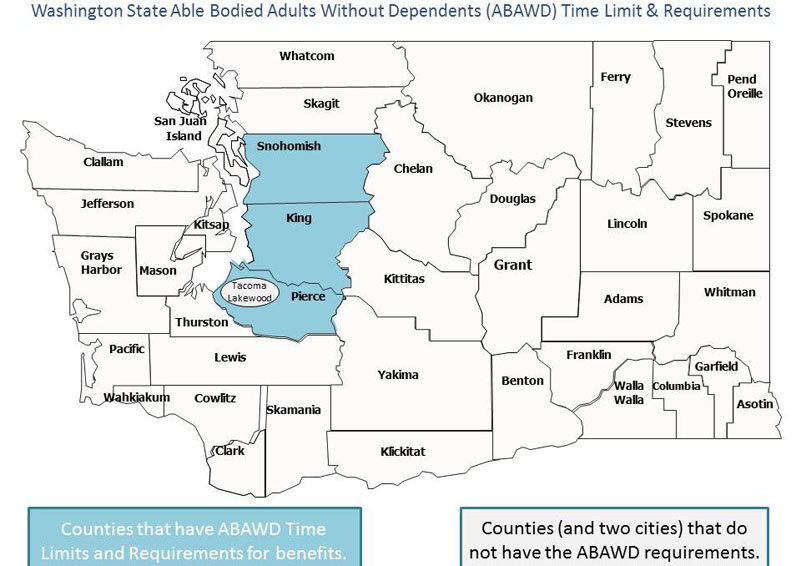 Washington State Able Bodied Adults Without Dependents (ABAWD) Time Limit & Requirements
Whatcom
Ferry
Pend
Oreille
Okanogan
Skagit
San Juan
Island
Stevens
Snohomish
Clallam
Chelan
Jefferson
Douglas
Kitsap
King
Lincoln
Spokane
Grays
Harbor
Mason
Grant
Kittitas
Tacoma
Lakewood
Pierce
Adams
Whitman
Thurston
Pacific
Lewis
Franklin
Garfield
Yakima
Benton
Walla
Walla
Columbia
Wahkiakum
Cowlitz
Skamania
Asotin
Clark
Klickitat
Counties that have ABAWD Time
Limits and Requirements for benefits.
Counties (and two cities) that do
not have the ABAWD requirements.